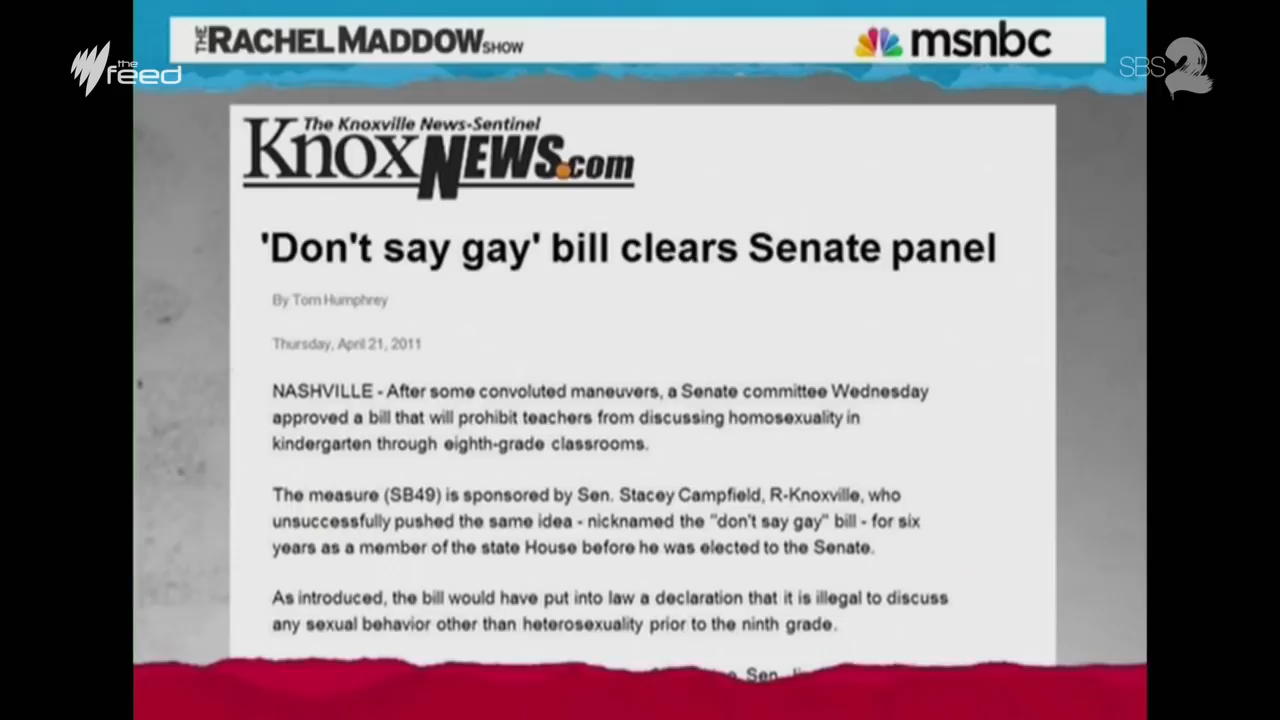 THE RACHEL MADDOW SHOW
msnbc
the feed
SBS 2
The Knoxville News-Sentinel
KNOXNEWS.com
'Don't say gay' bill clears Senate panel
By Tom Humphrey
Thursday, April 21, 2011
NASHVILLE - After some convoluted maneuvers, a Senate committee Wednesday
approved a bill that will prohibit teachers from discussing homosexuality in
kindergarten through eighth-grade classrooms.
The measure (SB49) is sponsored by Sen. Stacey Campfield, R-Knoxville, who
unsuccessfully pushed the same idea - nicknamed the "don't say gay" bill - for six
years as a member of the state House before he was elected to the Senate.
As introduced, the bill would have put into law a declaration that it is illegal to discuss
any sexual behavior other than heterosexuality prior to the ninth grade.
Sen.